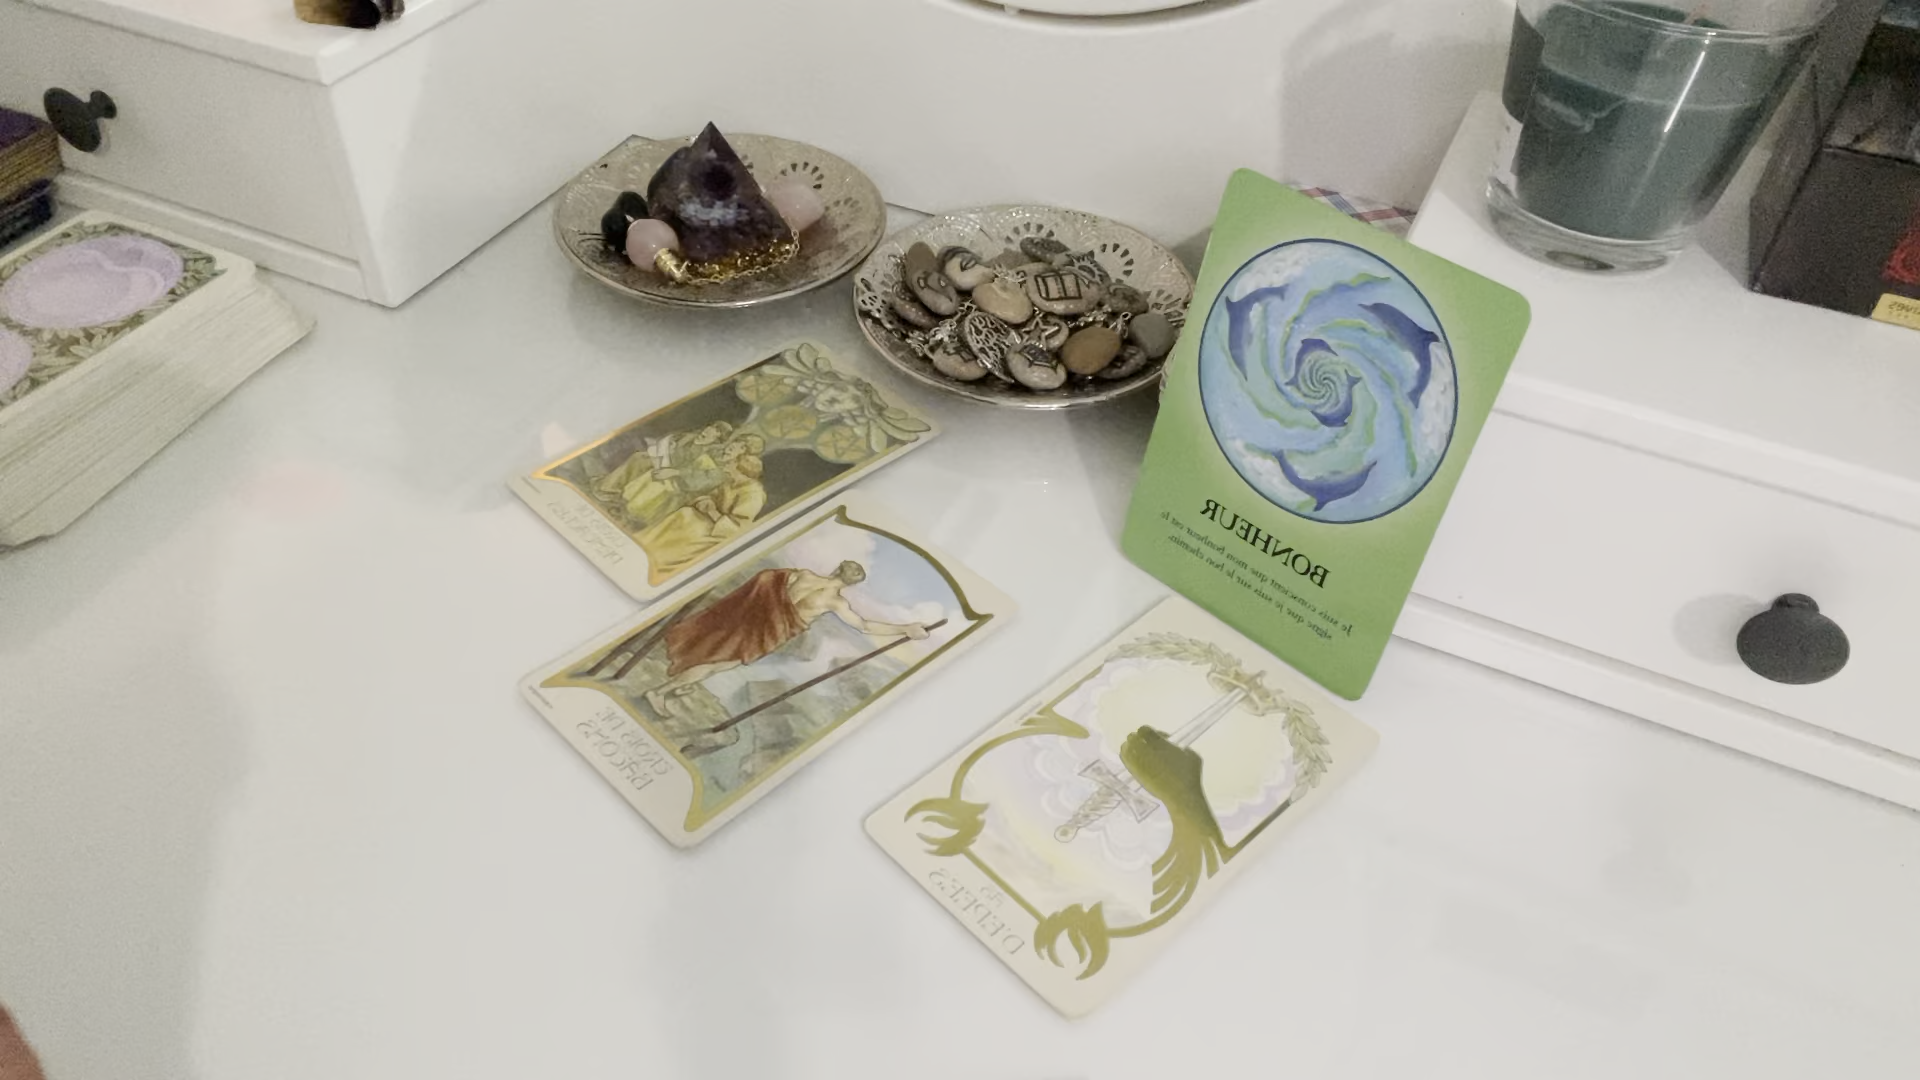 BONHEUR
Je suis conscient que mon bonheur est le
signe que je suis sur le bon chemin.
TROIS DE
BÂTONS
AS
D'ÉPÉES